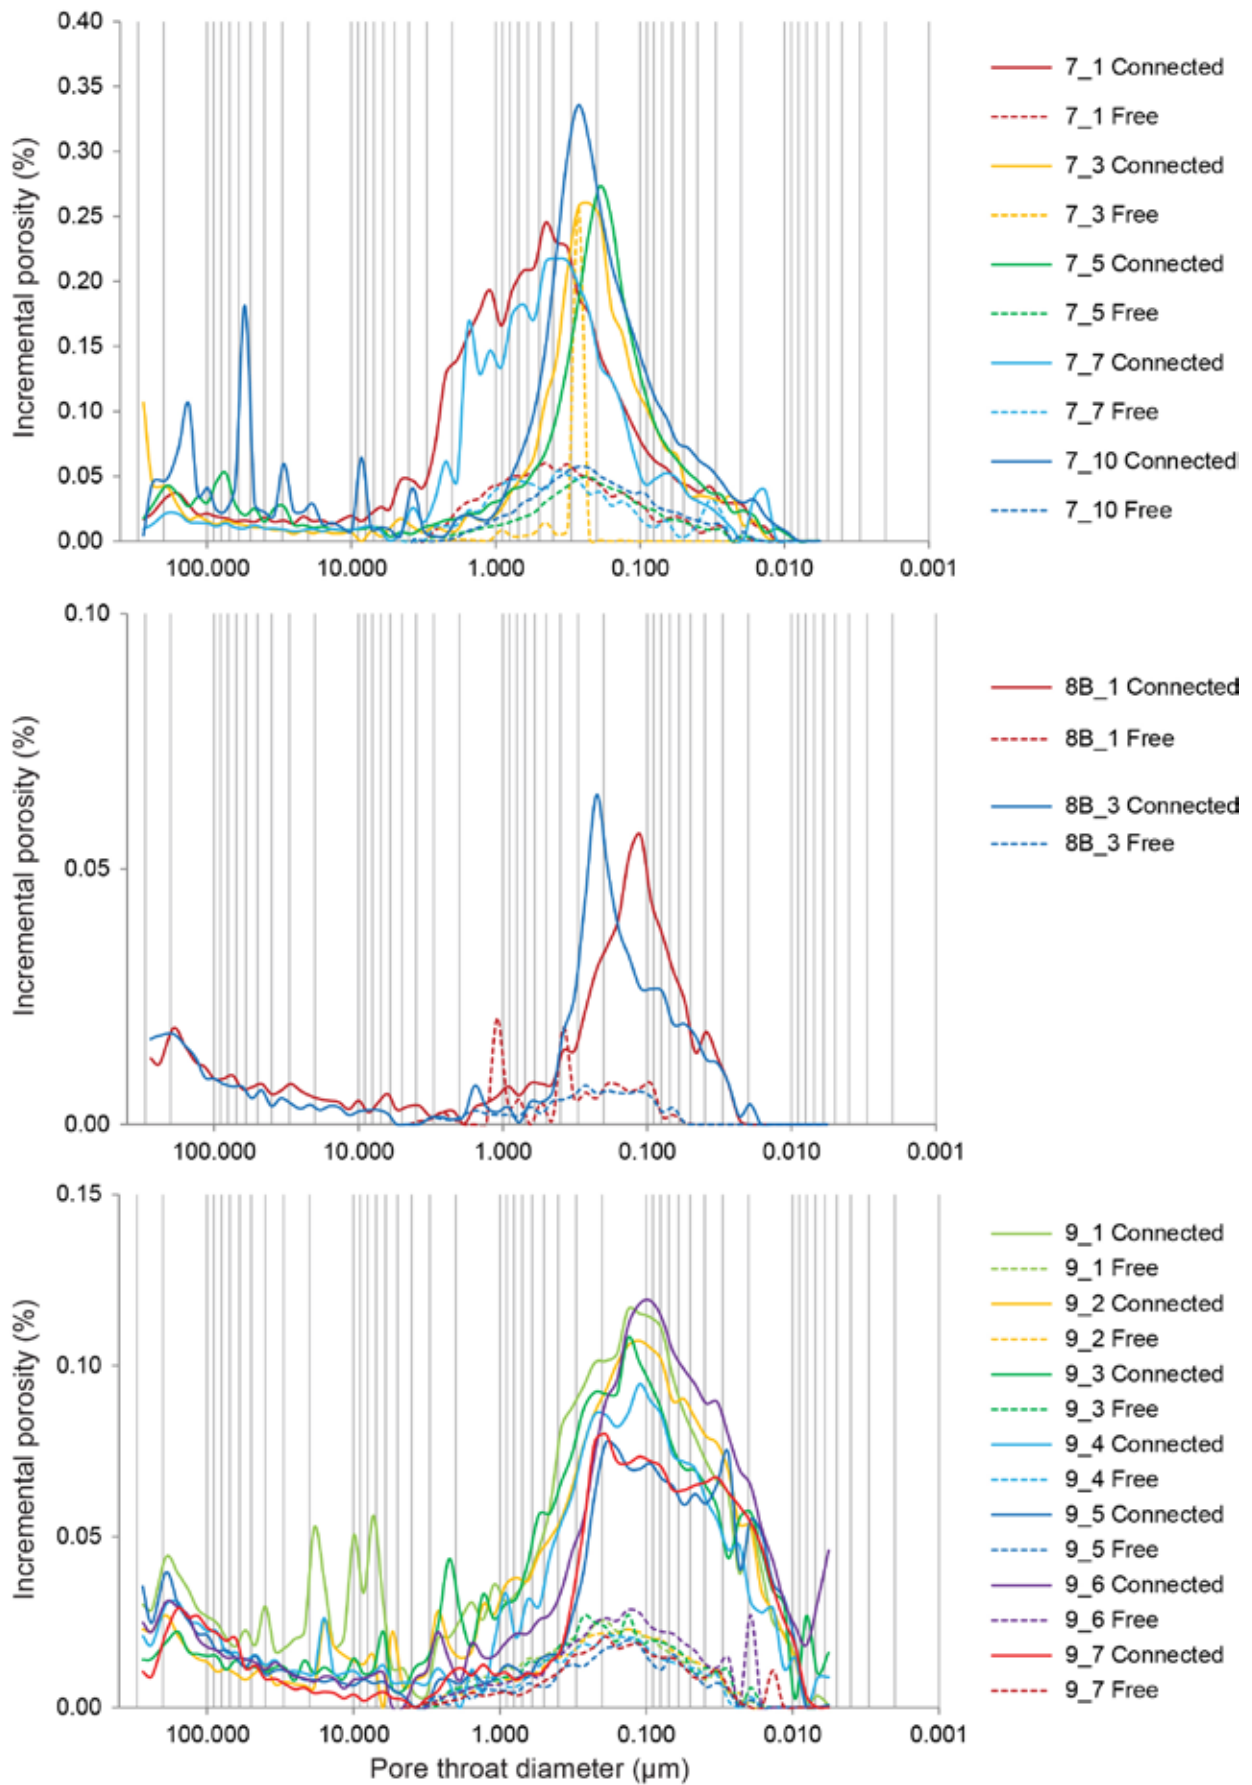 0.40
0.35
0.30
0.25
0.20
0.15
0.10
0.05
0.00
Incremental porosity (%)
100.000
10.000
1.000
0.100
0.010
0.001
7_1 Connected
7_1 Free
7_3 Connected
7_3 Free
7_5 Connected
7_5 Free
7_7 Connected
7_7 Free
7_10 Connected
7_10 Free
0.10
0.05
0.00
Incremental porosity (%)
100.000
10.000
1.000
0.100
0.010
0.001
8B_1 Connected
8B_1 Free
8B_3 Connected
8B_3 Free
0.15
0.10
0.05
0.00
Incremental porosity (%)
100.000
10.000
1.000
0.100
0.010
0.001
Pore throat diameter (µm)
9_1 Connected
9_1 Free
9_2 Connected
9_2 Free
9_3 Connected
9_3 Free
9_4 Connected
9_4 Free
9_5 Connected
9_5 Free
9_6 Connected
9_6 Free
9_7 Connected
9_7 Free